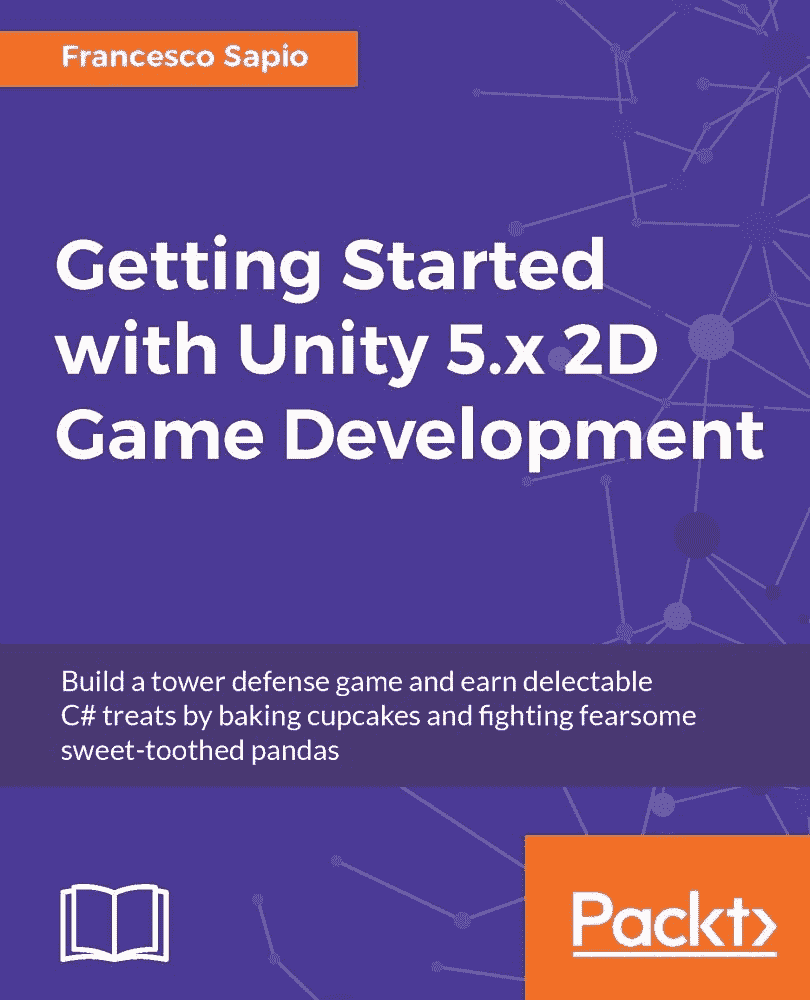 Francesco Sapio
Getting Started
with Unity 5.x 2D
Game Development
Build a tower defense game and earn delectable
C# treats by baking cupcakes and fighting fearsome
sweet-toothed pandas
Packt>